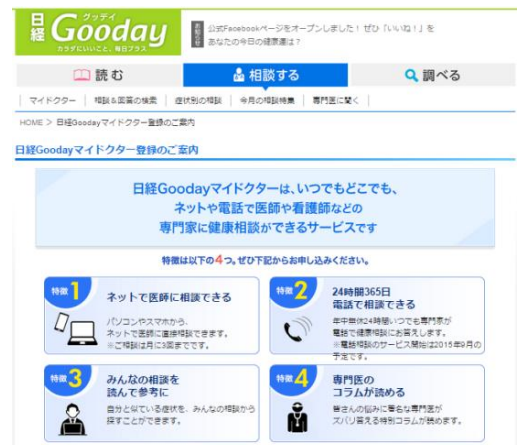 日経
グッデイ
Gooday
カラダにいいこと、毎日プラス
お知らせ
公式Facebookページをオープンしました！ぜひ「いいね！」を
あなたの今日の健康運は？
読む
相談する
調べる
マイドクター
相談＆回答の検索
症状別の相談
今月の相談特集
専門医に聞く
HOME > 日経Goodayマイドクター登録のご案内
日経Goodayマイドクター登録のご案内
日経Goodayマイドクターは、いつでもどこでも、
ネットや電話で医師や看護師などの
専門家に健康相談ができるサービスです
特徴は以下の4つ。ぜひ下記からお申し込みください。
特徴1
ネットで医師に相談できる
パソコンやスマホから、
ネットで医師に直接相談できます。
※ご相談は月に3回までです。
特徴2
24時間365日
電話で相談できる
年中無休24時間いつでも専門家が
電話で健康相談にお答えします。
※電話相談のサービス開始は2015年9月の
予定です。
特徴3
みんなの相談を
読んで参考に
自分と似ている症状を、みんなの相談から
探すことができます。
特徴4
専門医の
コラムが読める
皆さんの悩みに著名な専門医が
ズバリ答える特別コラムが読めます。